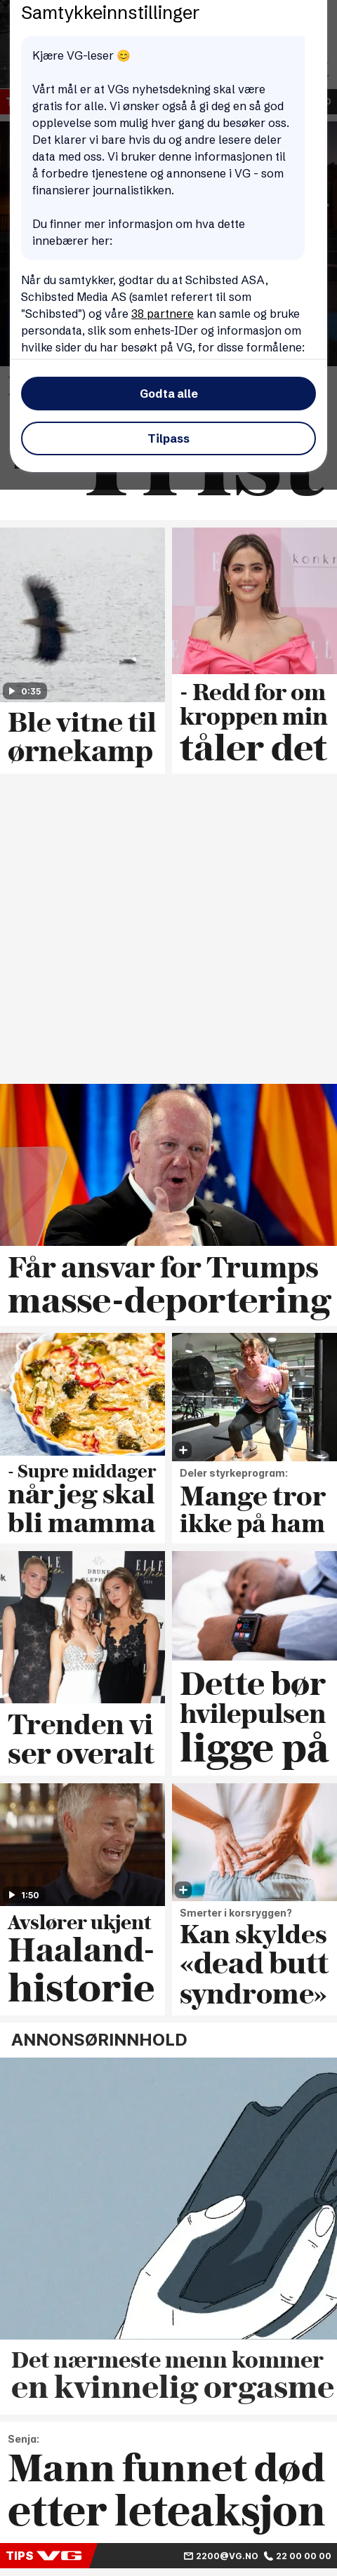 Samtykkeinnstillinger
Kjære VG-leser 😊
Vårt mål er at VGs nyhetsdekning skal være
gratis for alle. Vi ønsker også å gi deg en så god
opplevelse som mulig hver gang du besøker oss.
Det klarer vi bare hvis du og andre lesere deler
data med oss. Vi bruker denne informasjonen til
å forbedre tjenestene og annonsene i VG - som
finansierer journalistikken.
Du finner mer informasjon om hva dette
innebærer her:
Når du samtykker, godtar du at Schibsted ASA,
Schibsted Media AS (samlet referert til som
"Schibsted") og våre 38 partnere kan samle og bruke
persondata, slik som enhets-IDer og informasjon om
hvilke sider du har besøkt på VG, for disse formålene:
Godta alle
Tilpass
0:35
Ble vitne til
ørnekamp
- Redd for om
kroppen min
tåler det
Får ansvar for Trumps
masse-deportering
- Supre middager
når jeg skal
bli mamma
Deler styrkeprogram:
Mange tror
ikke på ham
ELLE
Trenden vi
ser overalt
Dette bør
hvilepulsen
ligge på
1:50
Avslører ukjent
Haaland-
historie
Smerter i korsryggen?
Kan skyldes
«dead butt
syndrome»
ANNONSØRINNHOLD
Det nærmeste menn kommer
en kvinnelig orgasme
Senja:
Mann funnet død
etter leteaksjon
TIPS VG 2200@VG.NO 22 00 00 00